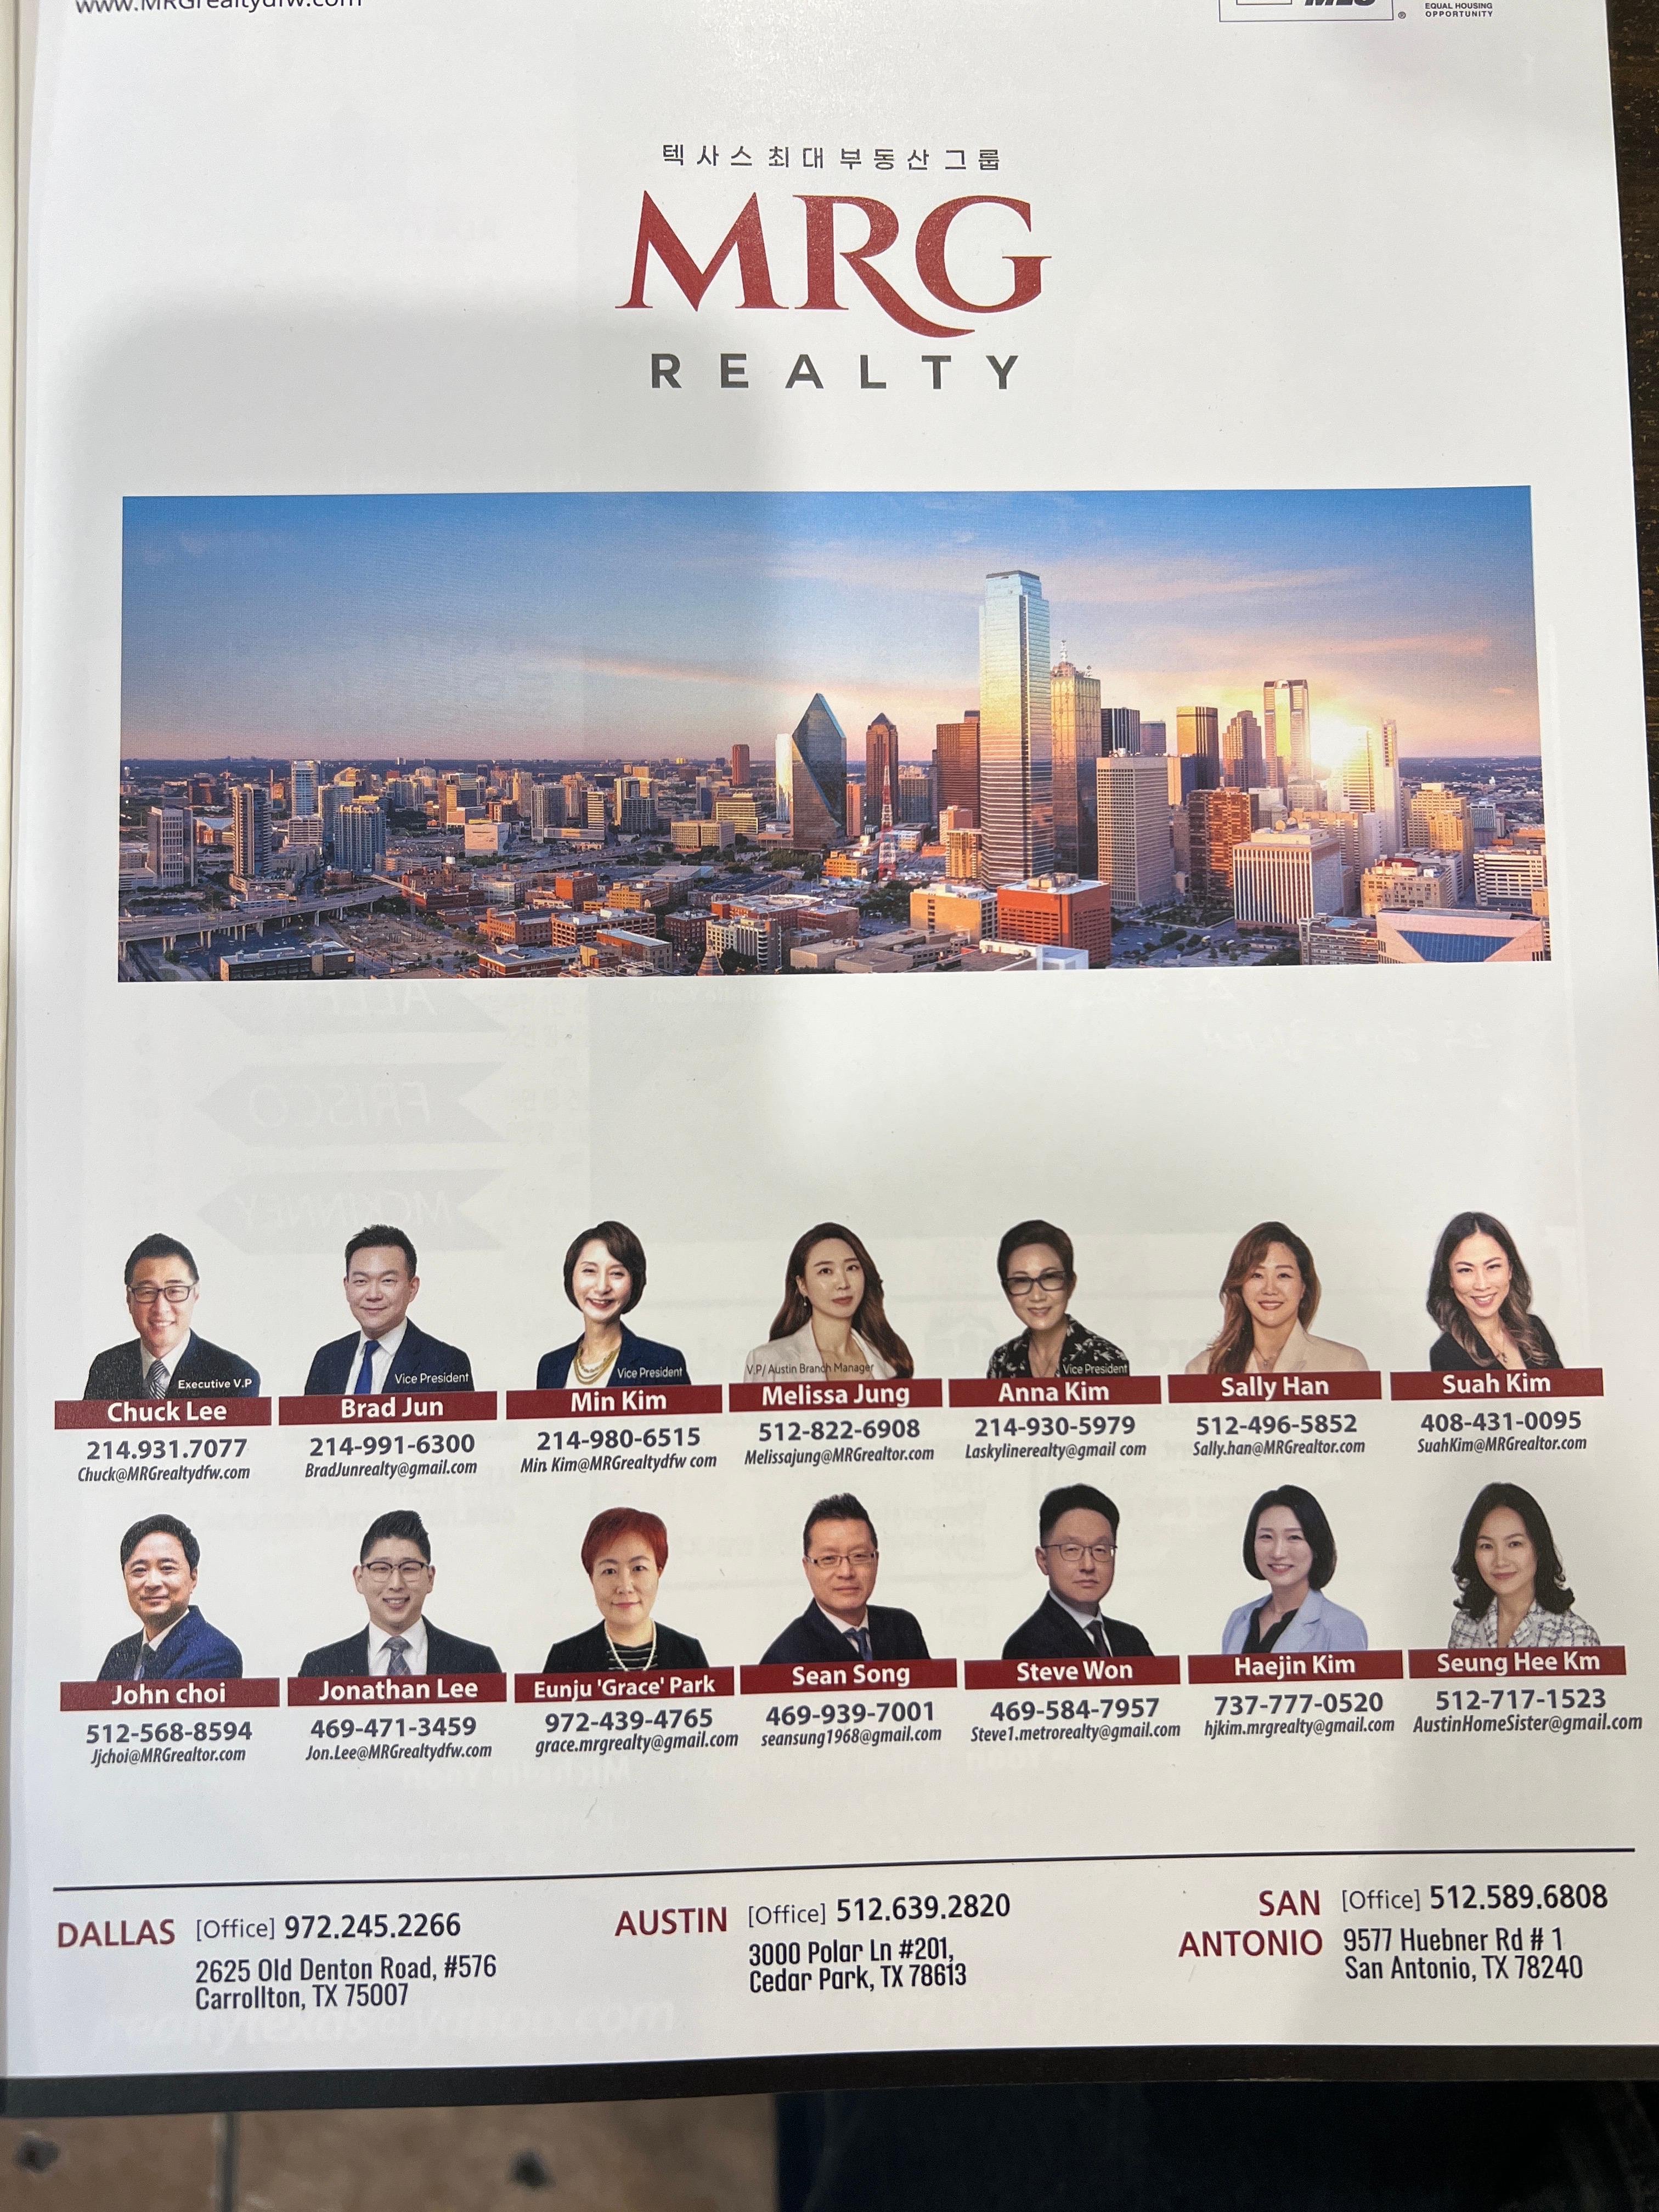 www.MRGrealtydfw.com
MLS
®
EQUAL HOUSING
OPPORTUNITY
텍사스 최대 부동산 그룹
MRG
REALTY
ALLEN
FRISCO
MCKINNEY
Executive V.P
Chuck Lee
214.931.7077
Chuck@MRGrealtydfw.com
Vice President
Brad Jun
214-991-6300
BradJunrealty@gmail.com
Vice President
Min Kim
214-980-6515
Min Kim@MRGrealtydfw com
V.P/ Austin Branch Manager
Melissa Jung
512-822-6908
Melissajung@MRGrealtor.com
Vice President
Anna Kim
214-930-5979
Laskylinerealty@gmail com
Sally Han
512-496-5852
Sally.han@MRGrealtor.com
Suah Kim
408-431-0095
SuahKim@MRGrealtor.com
John choi
512-568-8594
Jjchoi@MRGrealtor.com
Jonathan Lee
469-471-3459
Jon.Lee@MRGrealtydfw.com
Eunju 'Grace' Park
972-439-4765
grace.mrgrealty@gmail.com
Sean Song
469-939-7001
seansung1968@gmail.com
Steve Won
469-584-7957
Steve1.metrorealty@gmail.com
Haejin Kim
737-777-0520
hjkim.mrgrealty@gmail.com
Seung Hee Km
512-717-1523
AustinHomeSister@gmail.com
DALLAS [Office] 972.245.2266
2625 Old Denton Road, #576
Carrollton, TX 75007
AUSTIN [Office] 512.639.2820
3000 Polar Ln #201,
Cedar Park, TX 78613
SAN
ANTONIO
[Office] 512.589.6808
9577 Huebner Rd # 1
San Antonio, TX 78240